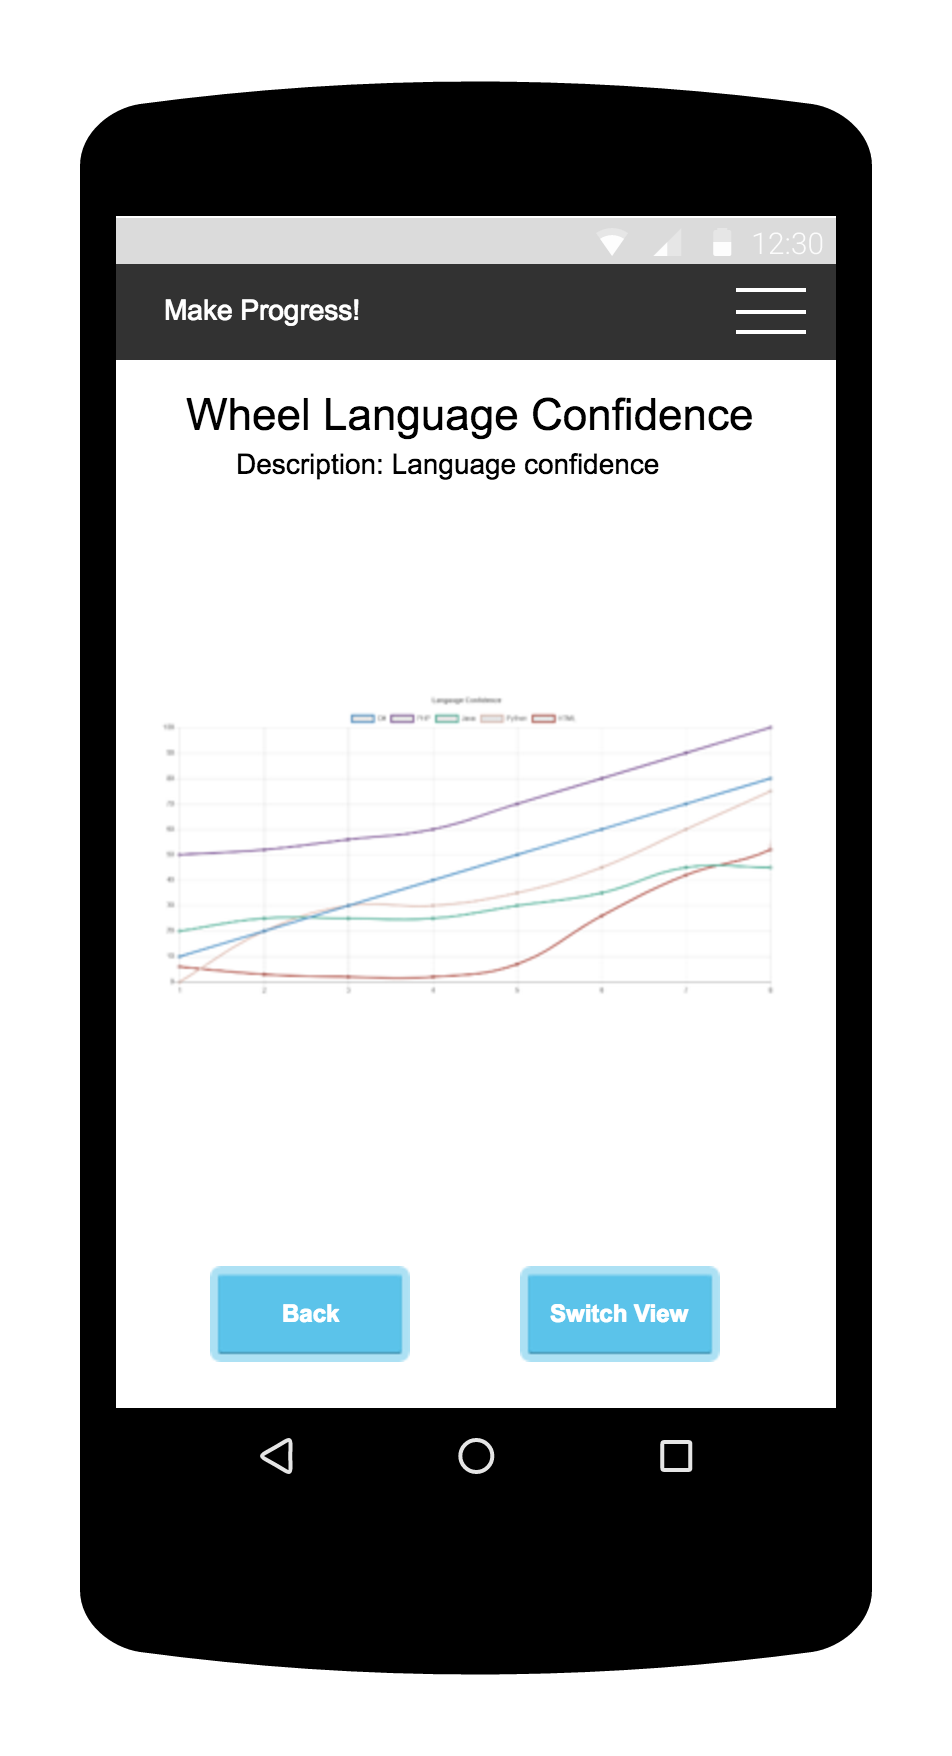 12:30
Make Progress!
Wheel Language Confidence
Description: Language confidence
Language Confidence
C# PHP Java Python HTML
100
90
80
70
60
50
40
30
20
10
0
1 2 3 4 5 6 7 8
Back Switch View